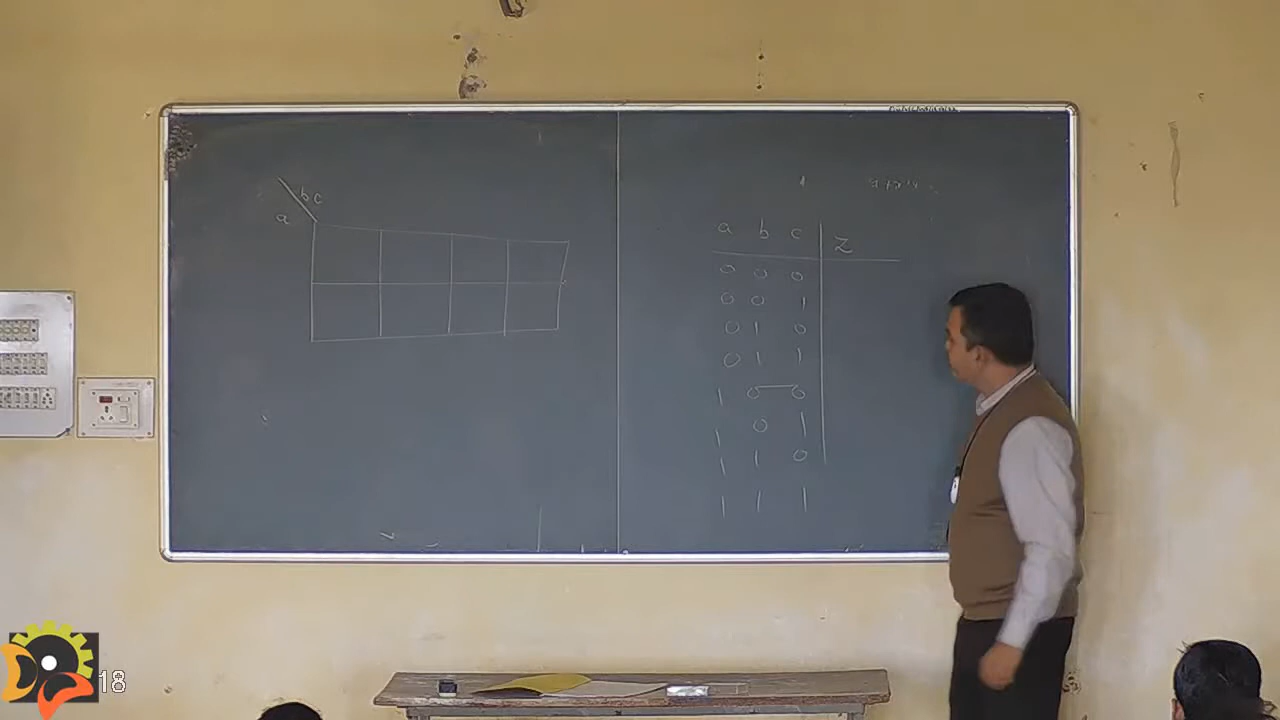 bc
a
a b c z
0 0 0
0 0 1
0 1 0
0 1 1
1 0 0
1 0 1
1 1 0
1 1 1
18